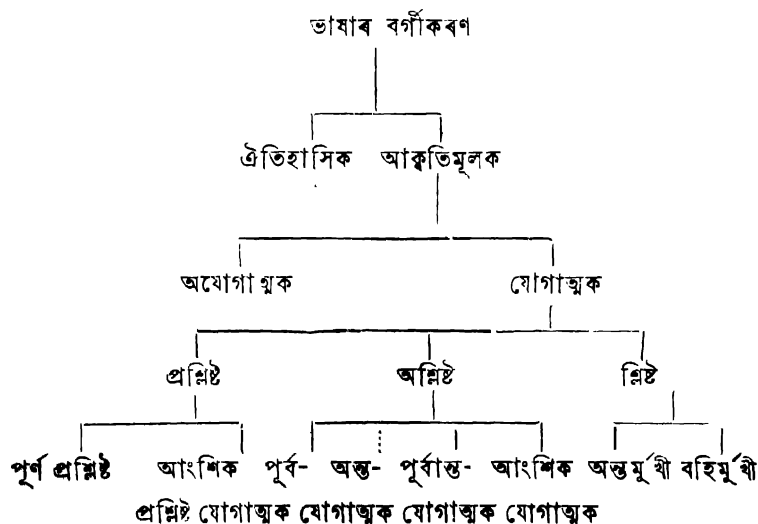 ভাষাৰ বৰ্গীকৰণ
ঐতিহাসিক আকৃতিমূলক
অযোগাত্মক যোগাত্মক
প্ৰশ্লিষ্ট অশ্লিষ্ট শ্লিষ্ট
পূৰ্ণ প্ৰশ্লিষ্ট আংশিক পূৰ্ব- অন্ত- পূৰ্বান্ত- আংশিক অন্তৰ্মুখী বহিৰ্মুখী
প্ৰশ্লিষ্ট যোগাত্মক যোগাত্মক যোগাত্মক যোগাত্মক